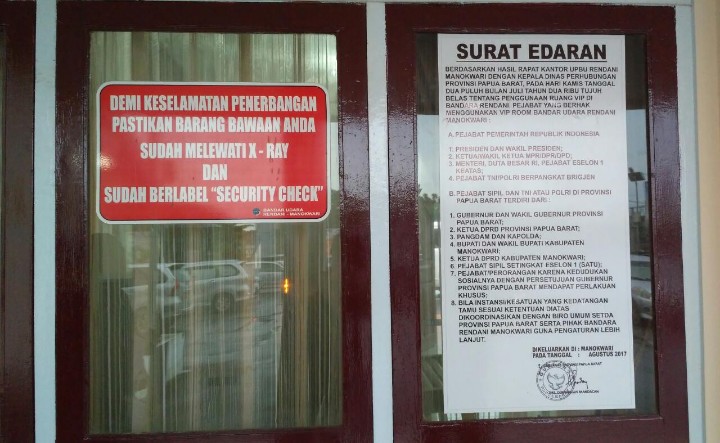 DEMI KESELAMATAN PENERBANGAN
PASTIKAN BARANG BAWAAN ANDA
SUDAH MELEWATI X - RAY
DAN
SUDAH BERLABEL "SECURITY CHECK"
BANDAR UDARA
RENDANI - MANOKWARI
SURAT EDARAN
BERDASARKAN HASIL RAPAT KANTOR UPBU RENDANI
MANOKWARI DENGAN KEPALA DINAS PERHUBUNGAN
PROVINSI PAPUA BARAT, PADA HARI KAMIS TANGGAL
DUA PULUH BULAN JULI TAHUN DUA RIBU TUJUH
BELAS TENTANG PENGGUNAAN RUANG VIP DI
BANDARA RENDANI. PEJABAT YANG BERHAK
MENGGUNAKAN VIP ROOM BANDAR UDARA RENDANI
MANOKWARI :
A. PEJABAT PEMERINTAH REPUBLIK INDONESIA
1. PRESIDEN DAN WAKIL PRESIDEN;
2. KETUA/WAKIL KETUA MPR/DPR/DPD;
3. MENTERI, DUTA BESAR RI, PEJABAT ESELON 1
KEATAS;
4. PEJABAT TNI/POLRI BERPANGKAT BRIGJEN
B. PEJABAT SIPIL DAN TNI ATAU POLRI DI PROVINSI
PAPUA BARAT TERDIRI DARI :
1. GUBERNUR DAN WAKIL GUBERNUR PROVINSI
PAPUA BARAT;
2. KETUA DPRD PROVINSI PAPUA BARAT;
3. PANGDAM DAN KAPOLDA;
4. BUPATI DAN WAKIL BUPATI KABUPATEN
MANOKWARI;
5. KETUA DPRD KABUPATEN MANOKWARI;
6. PEJABAT SIPIL SETINGKAT ESELON 1 (SATU);
7. PEJABAT/PERORANGAN KARENA KEDUDUKAN
SOSIALNYA DENGAN PERSETUJUAN GUBERNUR
PROVINSI PAPUA BARAT MENDAPAT PERLAKUAN
KHUSUS;
8. BILA INSTANSI/KESATUAN YANG KEDATANGAN
TAMU SESUAI KETENTUAN DIATAS
DIKOORDINASIKAN DENGAN BIRO UMUM SETDA
PROVINSI PAPUA BARAT SERTA PIHAK BANDARA
RENDANI MANOKWARI GUNA PENGATURAN LEBIH
LANJUT.
DIKELUARKAN DI : MANOKWARI
PADA TANGGAL : AGUSTUS 2017
PAPUA BARAT